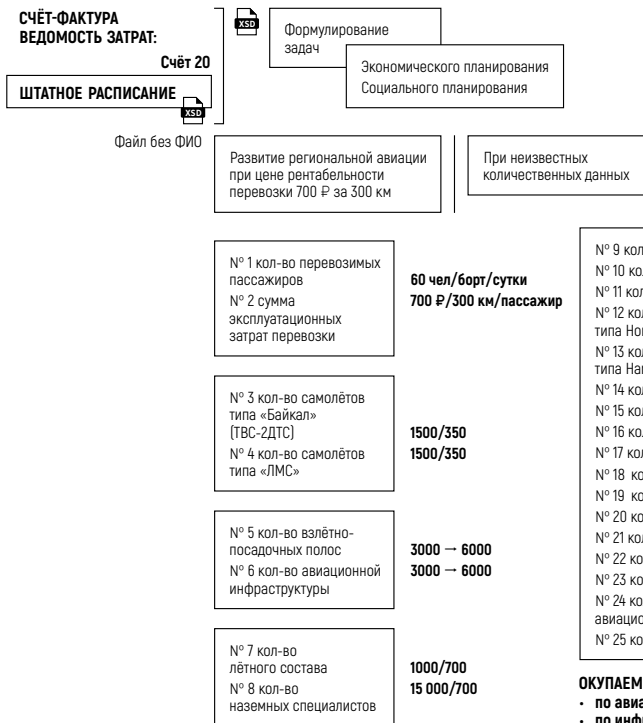 СЧЁТ-ФАКТУРА
ВЕДОМОСТЬ ЗАТРАТ:
Счёт 20
ШТАТНОЕ РАСПИСАНИЕ
XSD
Файл без ФИО
XSD
Формулирование
задач
Экономического планирования
Социального планирования
Развитие региональной авиации
при цене рентабельности
перевозки 700 ₽ за 300 км
При неизвестных
количественных данных
№ 1 кол-во перевозимых
пассажиров
№ 2 сумма
эксплуатационных
затрат перевозки
60 чел/борт/сутки
700 ₽/300 км/пассажир
№ 3 кол-во самолётов
типа «Байкал»
(ТВС-2ДТС)
№ 4 кол-во самолётов
типа «ЛМС»
1500/350
1500/350
№ 5 кол-во взлётно-
посадочных полос
№ 6 кол-во авиационной
инфраструктуры
3000 → 6000
3000 → 6000
№ 7 кол-во
лётного состава
№ 8 кол-во
наземных специалистов
1000/700
15 000/700
№ 9
№ 10
№ 11
№ 12
типа
№ 13
типа
№ 14
№ 15
№ 16
№ 17
№ 18
№ 19
№ 20
№ 21
№ 22
№ 23
№ 24
№ 25
• по
• по